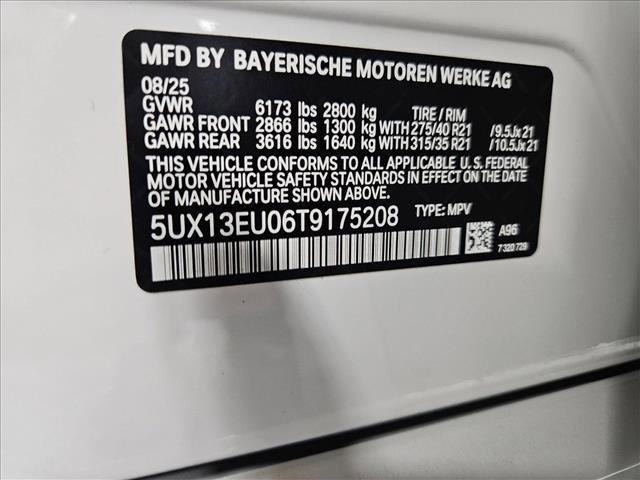 MFD BY BAYERISCHE MOTOREN WERKE AG
08/25
GVWR 6173 lbs 2800 kg TIRE / RIM
GAWR FRONT 2866 lbs 1300 kg WITH 275/40 R21 /9.5Jx21
GAWR REAR 3616 lbs 1640 kg WITH 315/35 R21 /10.5Jx21
THIS VEHICLE CONFORMS TO ALL APPLICABLE U. S. FEDERAL
MOTOR VEHICLE SAFETY STANDARDS IN EFFECT ON THE DATE
OF MANUFACTURE SHOWN ABOVE.
5UX13EU06T9175208 TYPE: MPV
A96
7 320 729